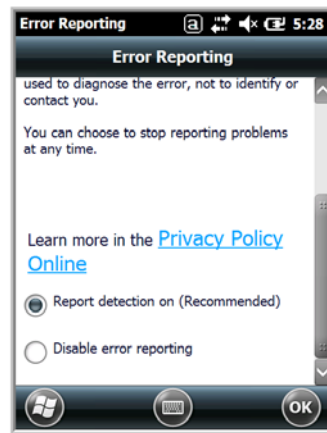 Error Reporting a 5:28
Error Reporting
used to diagnose the error, not to identify or
contact you.
You can choose to stop reporting problems
at any time.
Learn more in the Privacy Policy
Online
Report detection on (Recommended)
Disable error reporting
OK